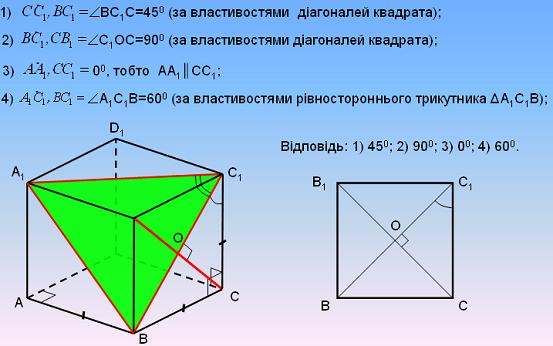 1) CC₁, BC₁ =∠BC₁C=45⁰ (за властивостями діагоналей квадрата);
2) BC₁, CB₁ =∠C₁OC=90⁰ (за властивостями діагоналей квадрата);
3) AA₁, CC₁ = 0⁰, тобто AA₁∥CC₁;
4) A₁C₁, BC₁ = ∠A₁C₁B=60⁰ (за властивостями рівностороннього трикутника ΔA₁C₁B);
Відповідь: 1) 45⁰; 2) 90⁰; 3) 0⁰; 4) 60⁰.
D₁
A₁
C₁
O
A
C
B
B₁
C₁
O
B
C